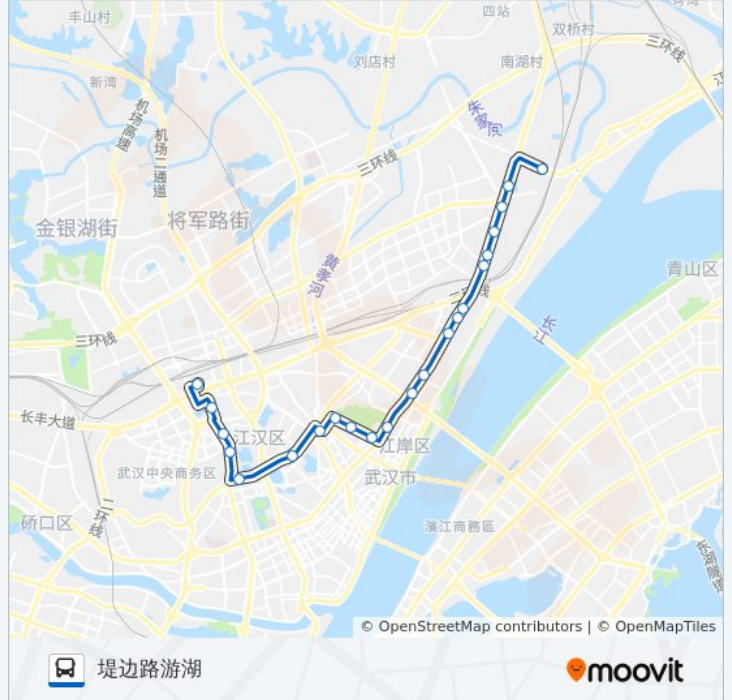 四站
丰山村
双桥村
三环线
刘店村
南湖村
新湾
机场高速
朱家河
机场二通道
三环线
将军路街
金银湖街
黄孝河
青山区
二环线
长江
三环线
长丰大道
江汉区
江岸区
武汉中央商务区
武汉市
二环线
硚口区
濱江商務區
东湖隧道
© OpenStreetMap contributors | © OpenMapTiles
堤边路游湖
moovit